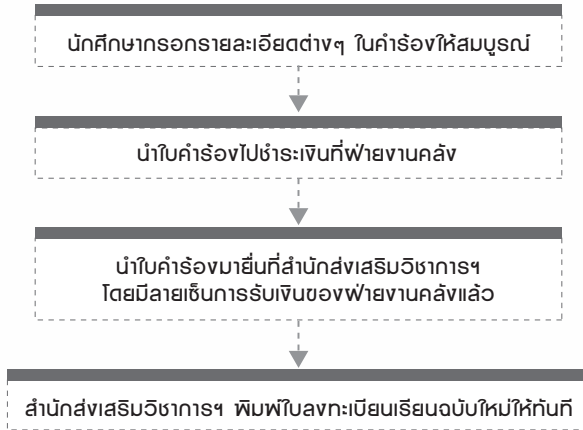 นักศึกษากรอกรายละเอียดต่างๆ ในคำร้องให้สมบูรณ์
นำใบคำร้องไปชำระเงินที่ฝ่ายงานคลัง
นำใบคำร้องมายื่นที่สำนักส่งเสริมวิชาการฯ
โดยมีลายเซ็นการรับเงินของฝ่ายงานคลังแล้ว
สำนักส่งเสริมวิชาการฯ พิมพ์ใบลงทะเบียนเรียนฉบับใหม่ให้ทันที